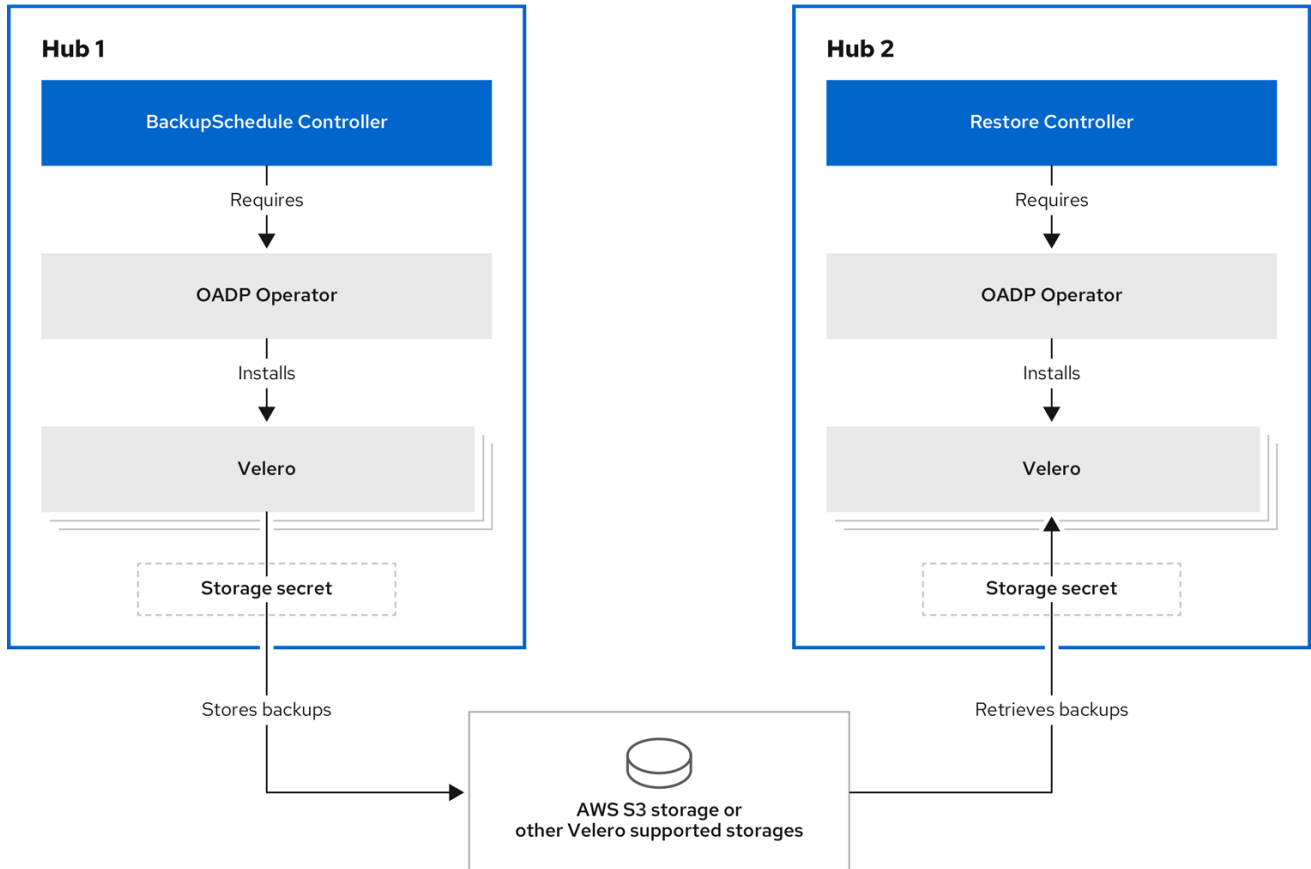 Hub 1
BackupSchedule Controller
Requires
OADP Operator
Installs
Velero
Storage secret
Stores backups
Hub 2
Restore Controller
Requires
OADP Operator
Installs
Velero
Storage secret
Retrieves backups
AWS S3 storage or
other Velero supported storages